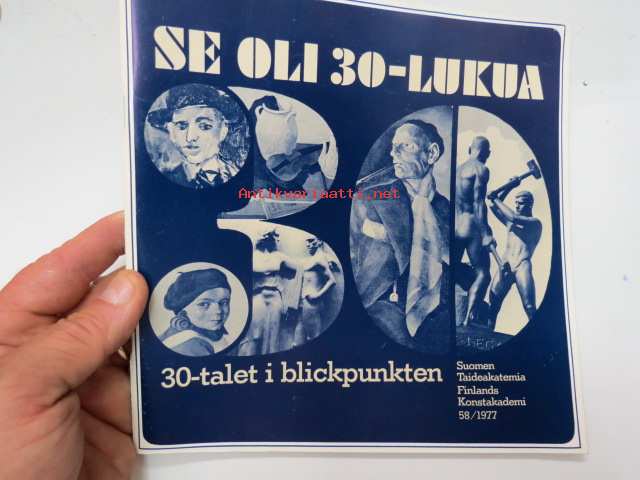 SE OLI 30-LUKUA
Antikvariaatti.net
30-talet i blickpunkten
Suomen
Taideakatemia
Finlands
Konstakademi
58/1977